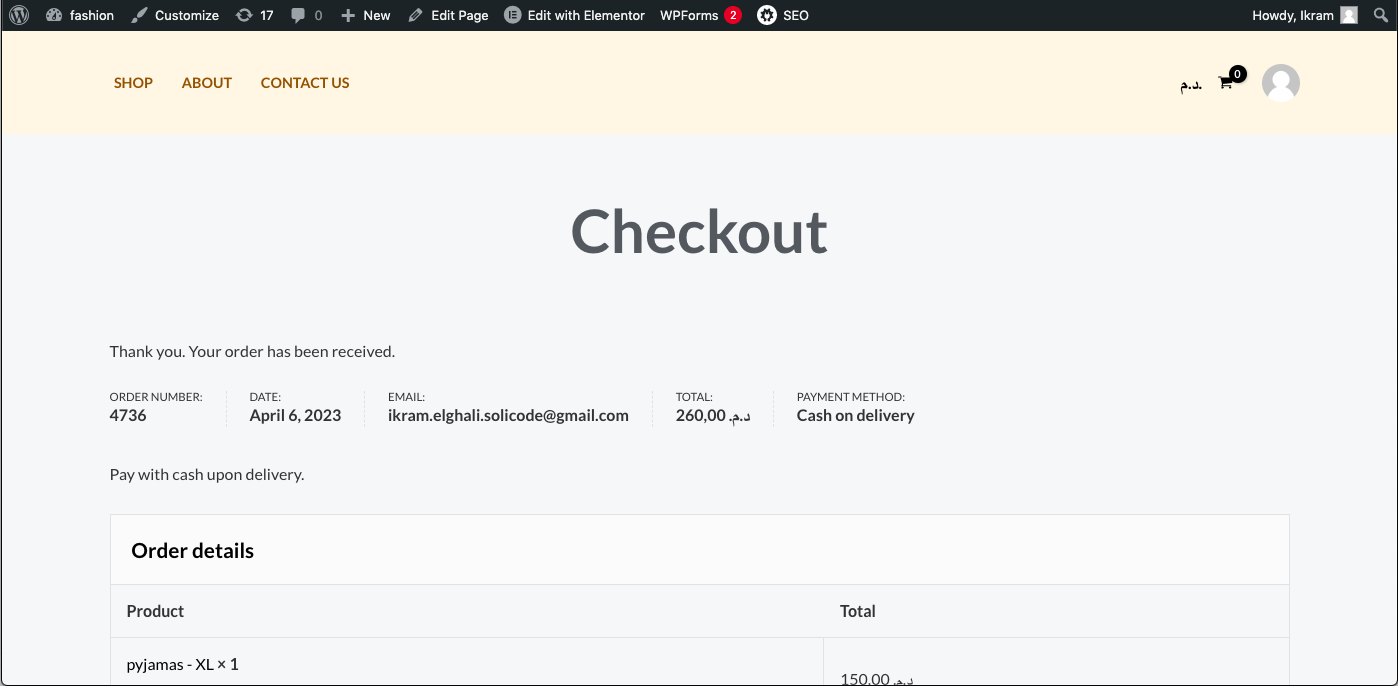 fashion Customize 17 0 New Edit Page Edit with Elementor WPForms 2 SEO Howdy, Ikram
SHOP ABOUT CONTACT US د.م. 0
Checkout
Thank you. Your order has been received.
ORDER NUMBER: DATE: EMAIL: TOTAL: PAYMENT METHOD:
4736 April 6, 2023 ikram.elghali.solicode@gmail.com 260,00 د.م. Cash on delivery
Pay with cash upon delivery.
Order details
Product Total
pyjamas - XL × 1
150,00 د.م.